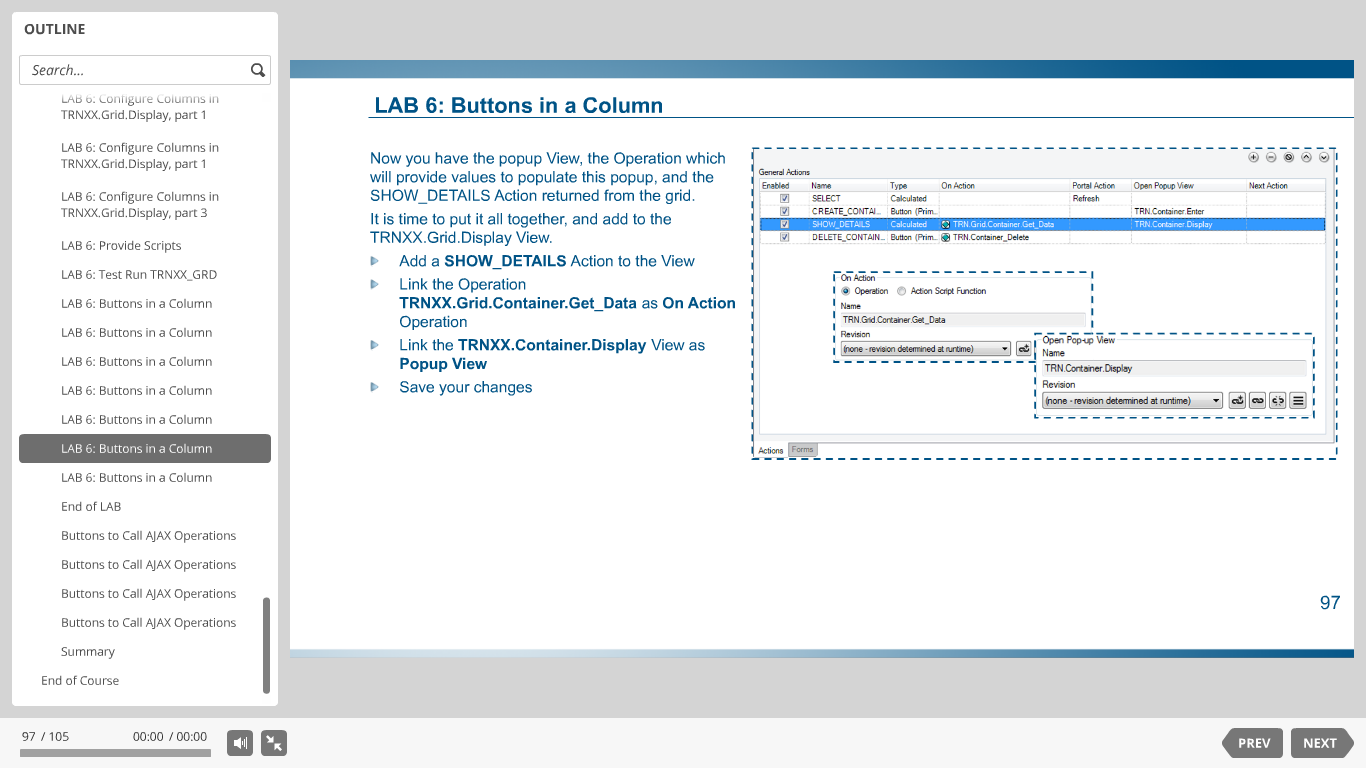 OUTLINE
Search...
LAB 6: Configure Columns in
TRNXX.Grid.Display, part 1
LAB 6: Configure Columns in
TRNXX.Grid.Display, part 1
LAB 6: Configure Columns in
TRNXX.Grid.Display, part 3
LAB 6: Provide Scripts
LAB 6: Test Run TRNXX_GRD
LAB 6: Buttons in a Column
LAB 6: Buttons in a Column
LAB 6: Buttons in a Column
LAB 6: Buttons in a Column
LAB 6: Buttons in a Column
LAB 6: Buttons in a Column
LAB 6: Buttons in a Column
End of LAB
Buttons to Call AJAX Operations
Buttons to Call AJAX Operations
Buttons to Call AJAX Operations
Buttons to Call AJAX Operations
Summary
End of Course
LAB 6: Buttons in a Column
Now you have the popup View, the Operation which
will provide values to populate this popup, and the
SHOW_DETAILS Action returned from the grid.
It is time to put it all together, and add to the
TRNXX.Grid.Display View.
Add a SHOW_DETAILS Action to the View
Link the Operation
TRNXX.Grid.Container.Get_Data as On Action
Operation
Link the TRNXX.Container.Display View as
Popup View
Save your changes
General Actions
Enabled Name Type On Action Portal Action Open Popup View Next Action
SELECT Calculated Refresh
CREATE_CONTAI... Button (Prim... TRN.Container.Enter
SHOW_DETAILS Calculated TRN.Grid.Container.Get_Data TRN.Container.Display
DELETE_CONTAIN... Button (Prim... TRN.Container_Delete
On Action
Operation Action Script Function
Name
TRN.Grid.Container.Get_Data
Revision
(none - revision determined at runtime)
Open Pop-up View
Name
TRN.Container.Display
Revision
(none - revision determined at runtime)
Actions Forms
97
97 / 105 00:00 / 00:00
PREV NEXT